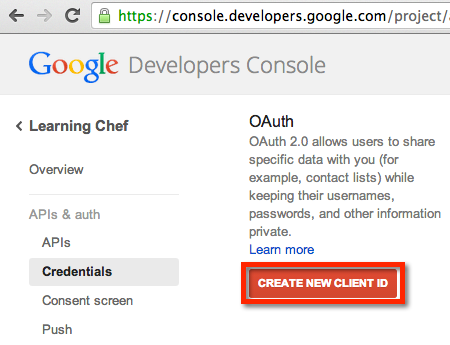 https://console.developers.google.com/project/
Google Developers Console
Learning Chef
Overview
APIs & auth
APIs
Credentials
Consent screen
Push
OAuth
OAuth 2.0 allows users to share
specific data with you (for
example, contact lists) while
keeping their usernames,
passwords, and other information
private.
Learn more
CREATE NEW CLIENT ID